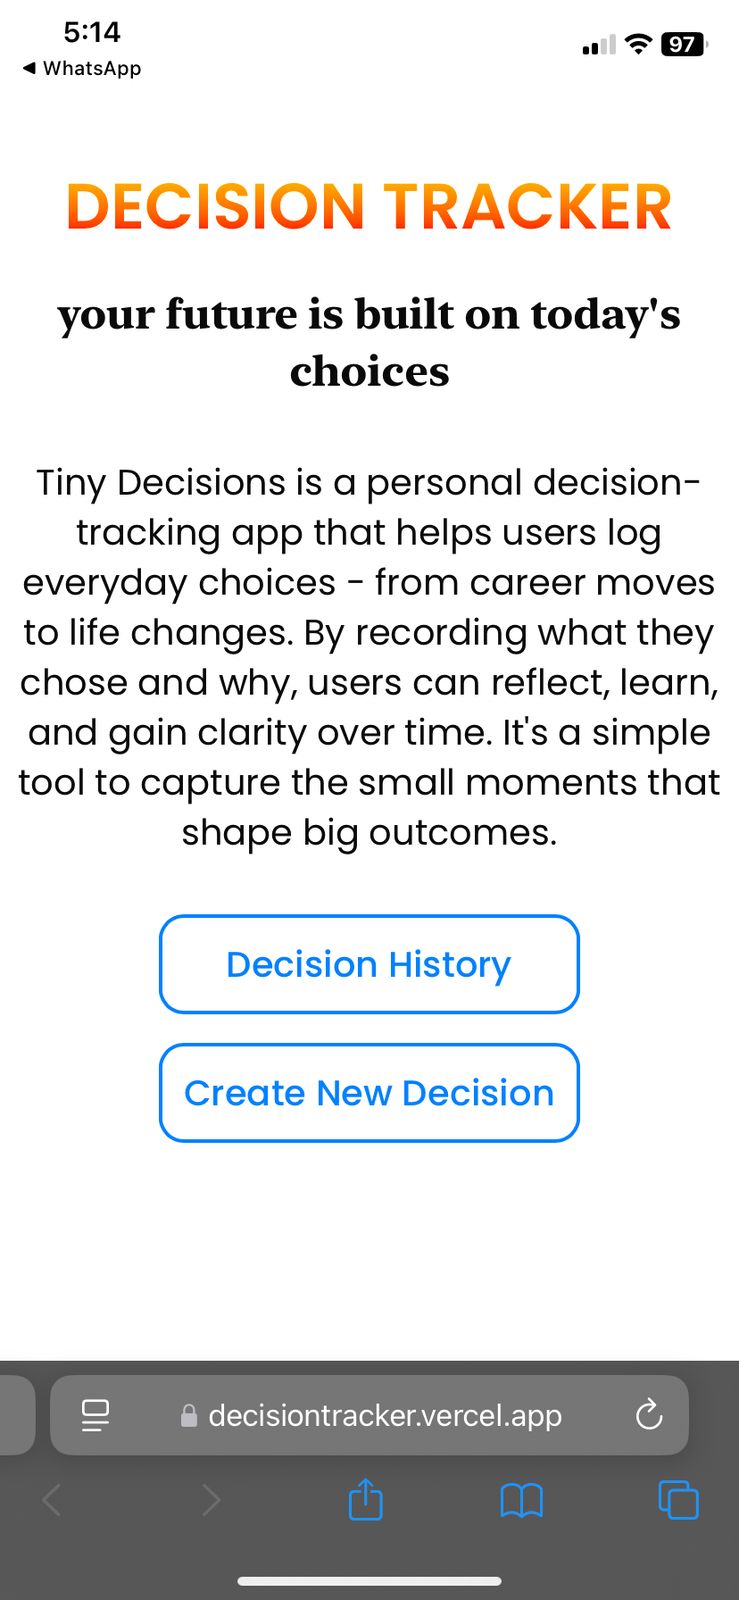 5:14
97
◀ WhatsApp
DECISION TRACKER
your future is built on today's
choices
Tiny Decisions is a personal decision-
tracking app that helps users log
everyday choices - from career moves
to life changes. By recording what they
chose and why, users can reflect, learn,
and gain clarity over time. It's a simple
tool to capture the small moments that
shape big outcomes.
Decision History
Create New Decision
decisiontracker.vercel.app